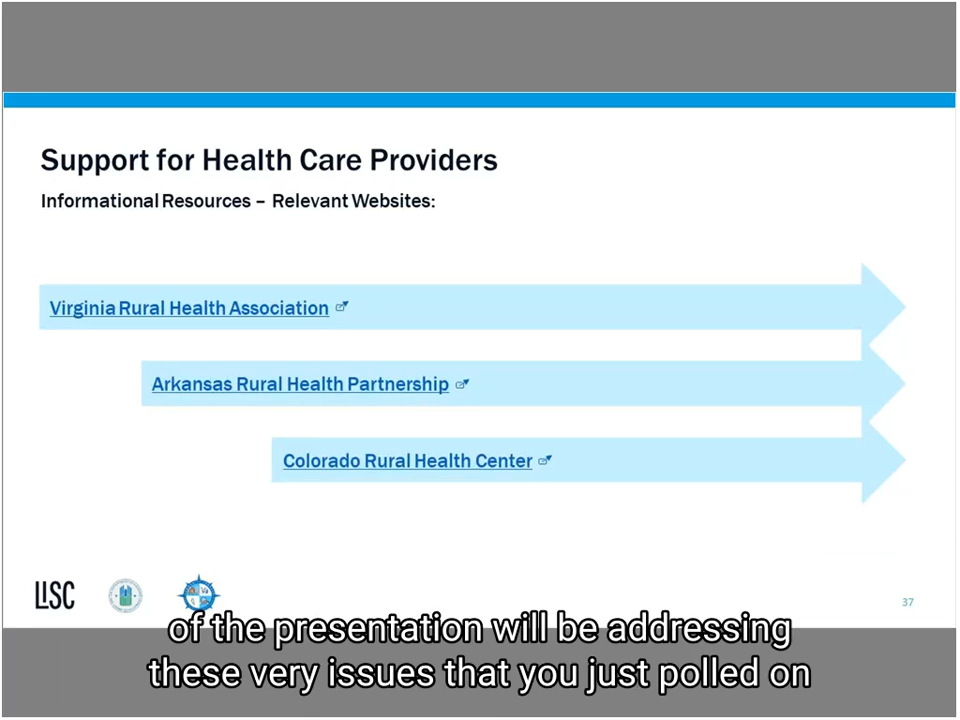 Support for Health Care Providers
Informational Resources – Relevant Websites:
Virginia Rural Health Association
Arkansas Rural Health Partnership
Colorado Rural Health Center
LISC
37
of the presentation will be addressing
these very issues that you just polled on